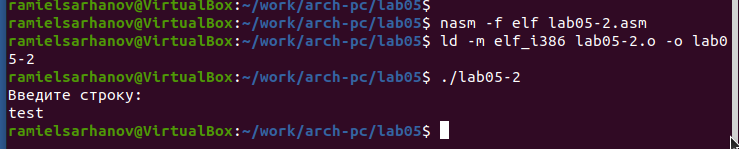 ramielsarhanov@VirtualBox:~/work/arch-pc/lab05$
ramielsarhanov@VirtualBox:~/work/arch-pc/lab05$ nasm -f elf lab05-2.asm
ramielsarhanov@VirtualBox:~/work/arch-pc/lab05$ ld -m elf_i386 lab05-2.o -o lab0
5-2
ramielsarhanov@VirtualBox:~/work/arch-pc/lab05$ ./lab05-2
Введите строку:
test
ramielsarhanov@VirtualBox:~/work/arch-pc/lab05$